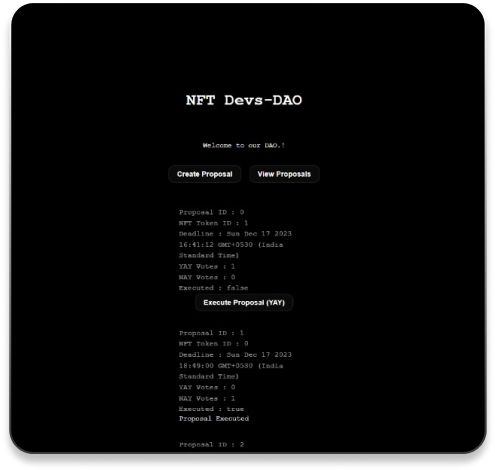 NFT Devs-DAO
Welcome to our DAO.!
Create Proposal View Proposals
Proposal ID : 0
NFT Token ID : 1
Deadline : Sun Dec 17 2023
16:41:12 GMT+0530 (India
Standard Time)
YAY Votes : 1
NAY Votes : 0
Executed : false
Execute Proposal (YAY)
Proposal ID : 1
NFT Token ID : 0
Deadline : Sun Dec 17 2023
18:49:00 GMT+0530 (India
Standard Time)
YAY Votes : 0
NAY Votes : 1
Executed : true
Proposal Executed
Proposal ID : 2